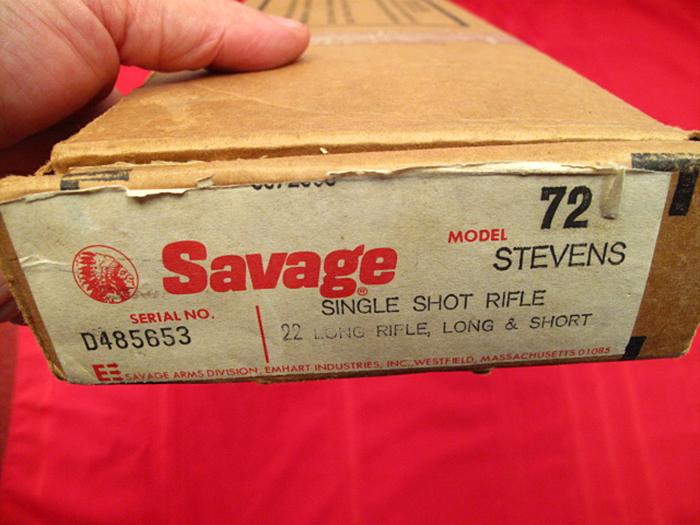 MODEL 72
STEVENS
Savage®
SINGLE SHOT RIFLE
SERIAL NO.
D485653
22 LONG RIFLE, LONG & SHORT
SAVAGE ARMS DIVISION, EMHART INDUSTRIES, INC., WESTFIELD, MASSACHUSETTS 01085